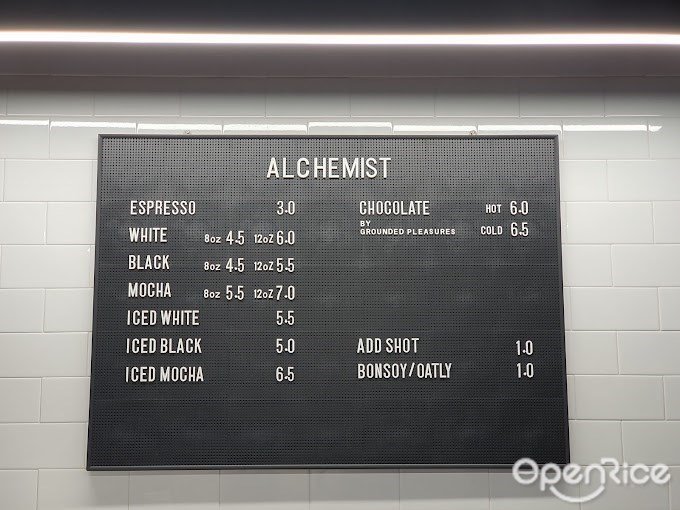 ALCHEMIST
ESPRESSO 3.0
WHITE 8oz 4.5 12oz 6.0
BLACK 8oz 4.5 12oz 5.5
MOCHA 8oz 5.5 12oz 7.0
ICED WHITE 5.5
ICED BLACK 5.0
ICED MOCHA 6.5
CHOCOLATE HOT 6.0
BY
GROUNDED PLEASURES COLD 6.5
ADD SHOT 1.0
BONSOY/OATLY 1.0
OPENRICE